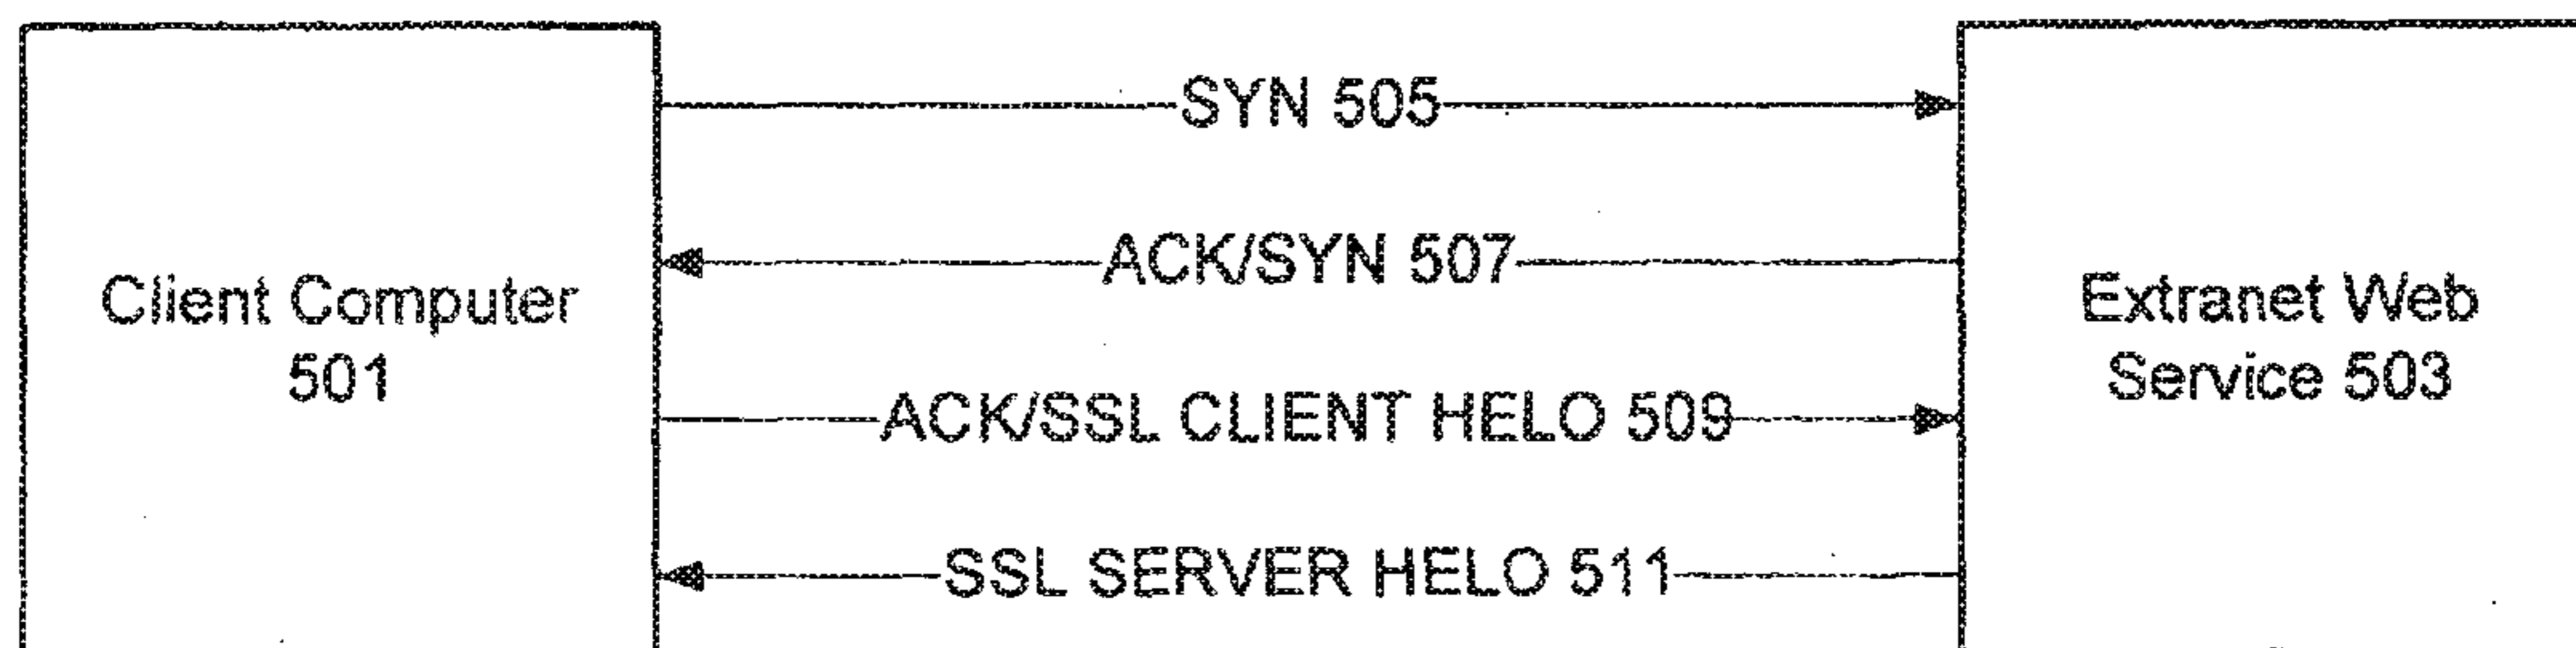 SYN 505
ACK/SYN 507
Client Computer
501
Extranet Web
Service 503
ACK/SSL CLIENT HELO 509
SSL SERVER HELO 511